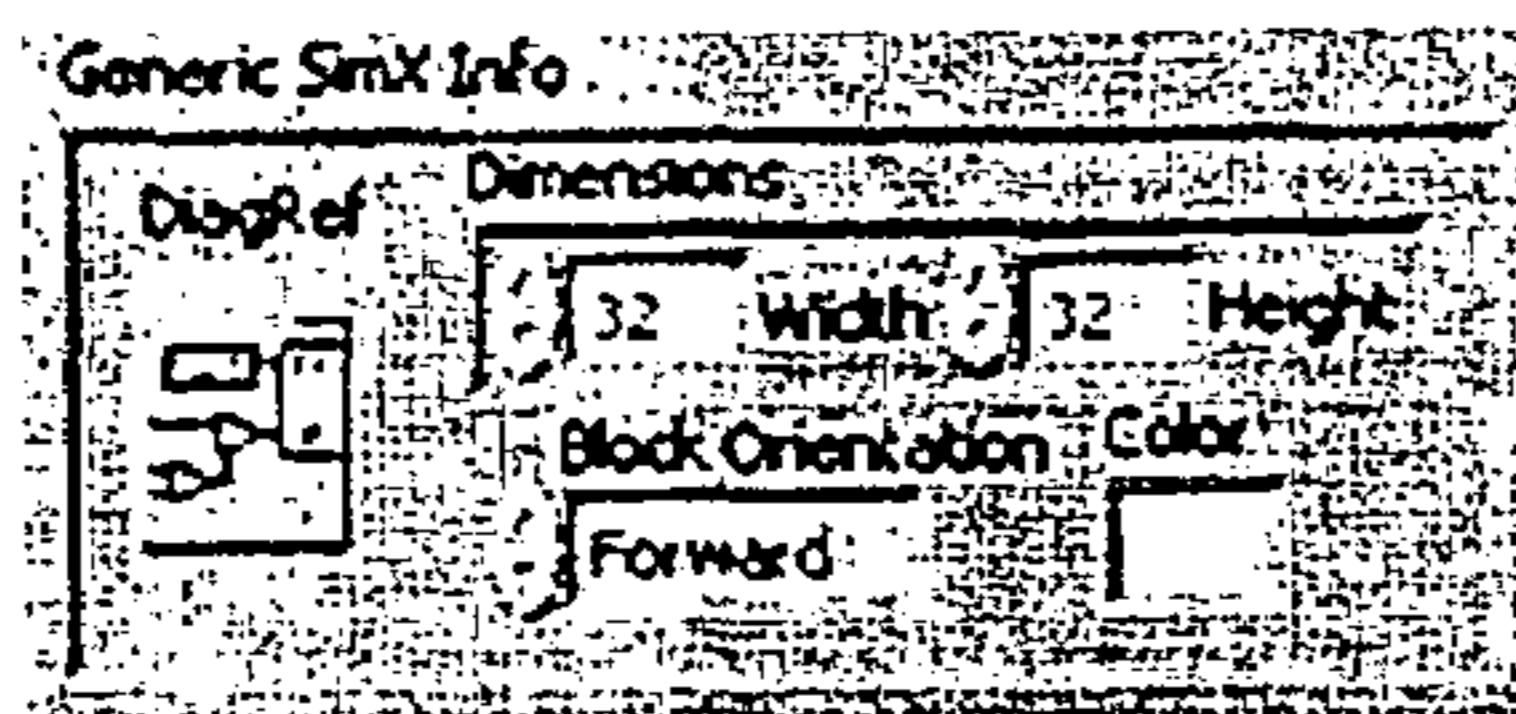 Generic SimX Info
DiagRef
Dimensions
32 Width 32 Height
Block Orientation Color
Forward